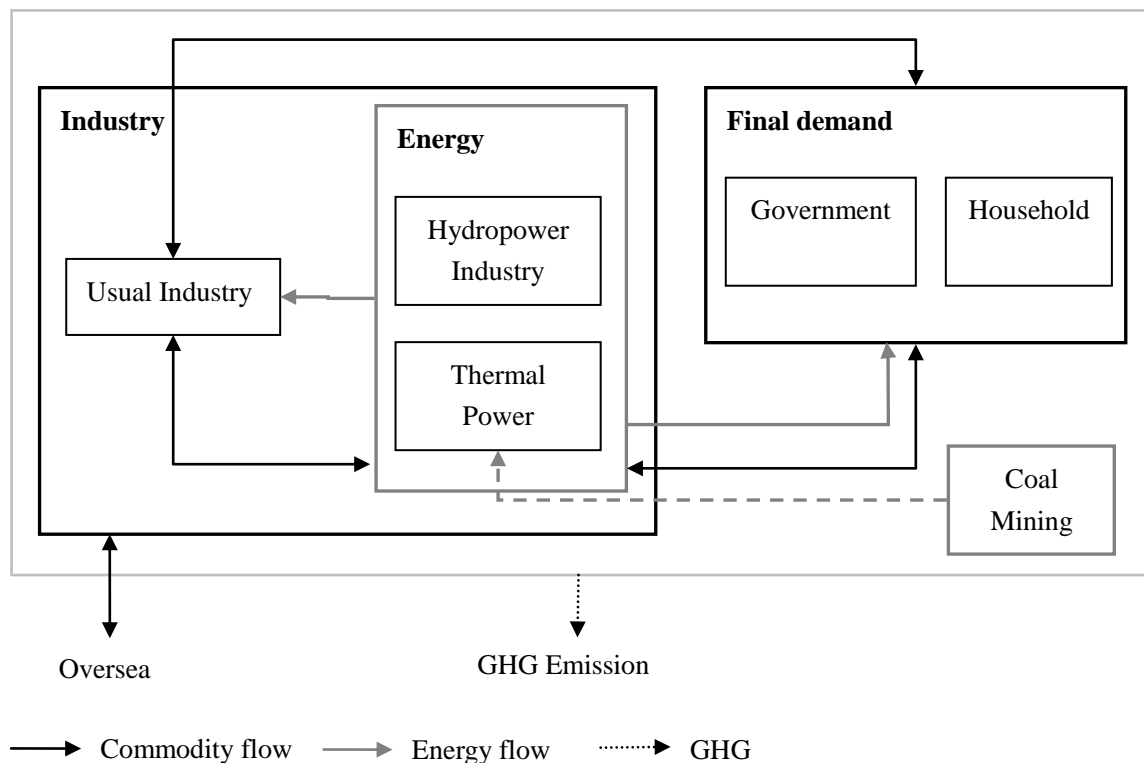 Industry
Energy
Final demand
Hydropower
Industry
Government
Household
Usual Industry
Thermal
Power
Coal
Mining
Oversea
GHG Emission
Commodity flow
Energy flow
GHG